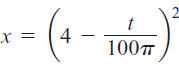 x = (4 - t/100π)²